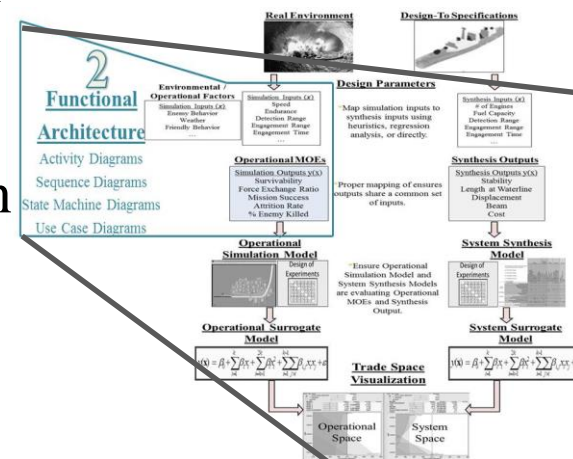 n
Real Environment
Design-To Specifications
2
Functional
Architecture
Activity Diagrams
Sequence Diagrams
State Machine Diagrams
Use Case Diagrams
Environmental /
Operational Factors
Simulation Inputs (x)
Enemy Behavior
Weather
Friendly Behavior
...
Simulation Inputs (x)
Speed
Endurance
Detection Range
Engagement Range
Engagement Time
...
Design Parameters
*Map simulation inputs to
synthesis inputs using
heuristics, regression
analysis, or directly.
Synthesis Inputs (x)
# of Engines
Fuel Capacity
Detection Range
Engagement Range
Engagement Time
...
Operational MOEs
Simulation Outputs y(x)
Survivability
Force Exchange Ratio
Mission Success
Attrition Rate
% Enemy Killed
*Proper mapping of ensures
outputs share a common set
of inputs.
Synthesis Outputs
Synthesis Outputs y(x)
Stability
Length at Waterline
Displacement
Beam
Cost
Operational
Simulation Model
Design of
Experiments
*Ensure Operational
Simulation Model and
System Synthesis Models
are evaluating Operational
MOEs and Synthesis
Output.
System Synthesis
Model
Design of
Experiments
Operational Surrogate
Model
System Surrogate
Model
Trade Space
Visualization
Operational
Space
System
Space